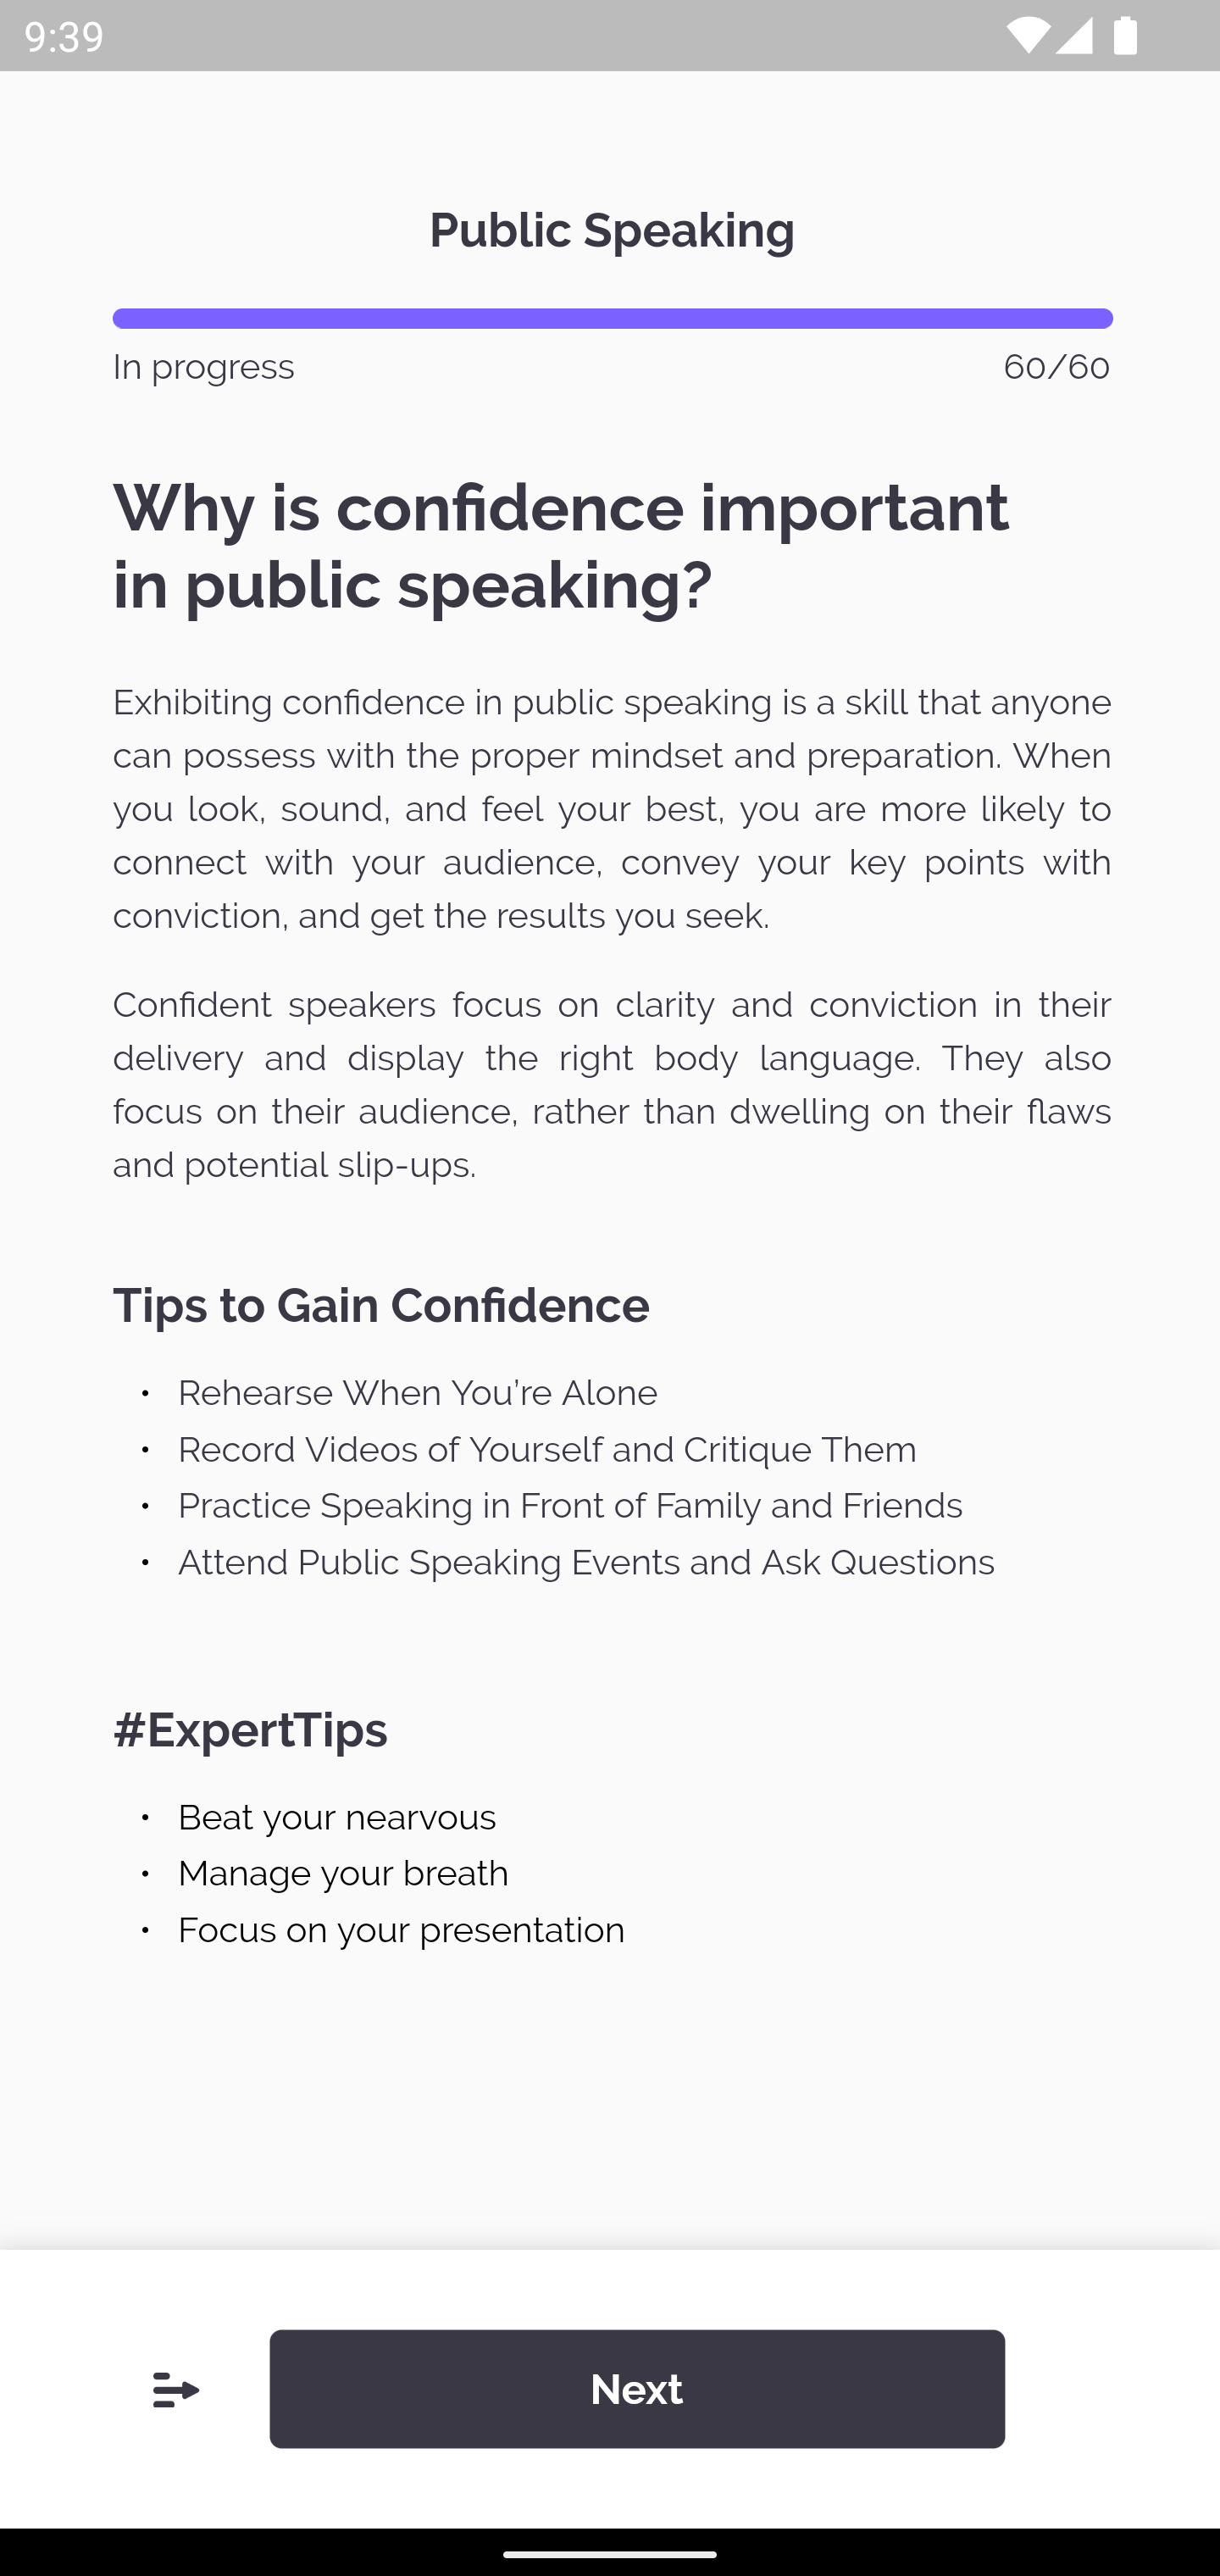 9:39
Public Speaking
In progress
60/60
Why is confidence important
in public speaking?
Exhibiting confidence in public speaking is a skill that anyone
can possess with the proper mindset and preparation. When
you look, sound, and feel your best, you are more likely to
connect with your audience, convey your key points with
conviction, and get the results you seek.
Confident speakers focus on clarity and conviction in their
delivery and display the right body language. They also
focus on their audience, rather than dwelling on their flaws
and potential slip-ups.
Tips to Gain Confidence
• Rehearse When You’re Alone
• Record Videos of Yourself and Critique Them
• Practice Speaking in Front of Family and Friends
• Attend Public Speaking Events and Ask Questions
#ExpertTips
• Beat your nearvous
• Manage your breath
• Focus on your presentation
Next